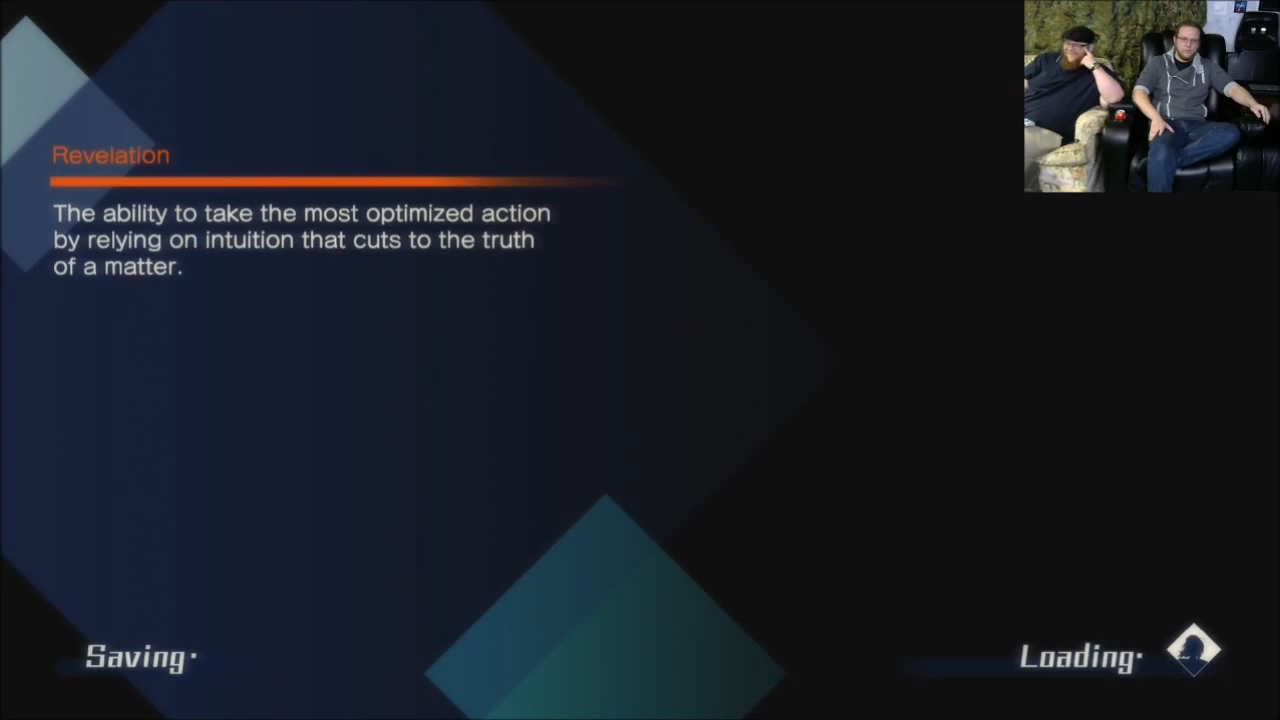 Revelation
The ability to take the most optimized action
by relying on intuition that cuts to the truth
of a matter.
Saving·
Loading·